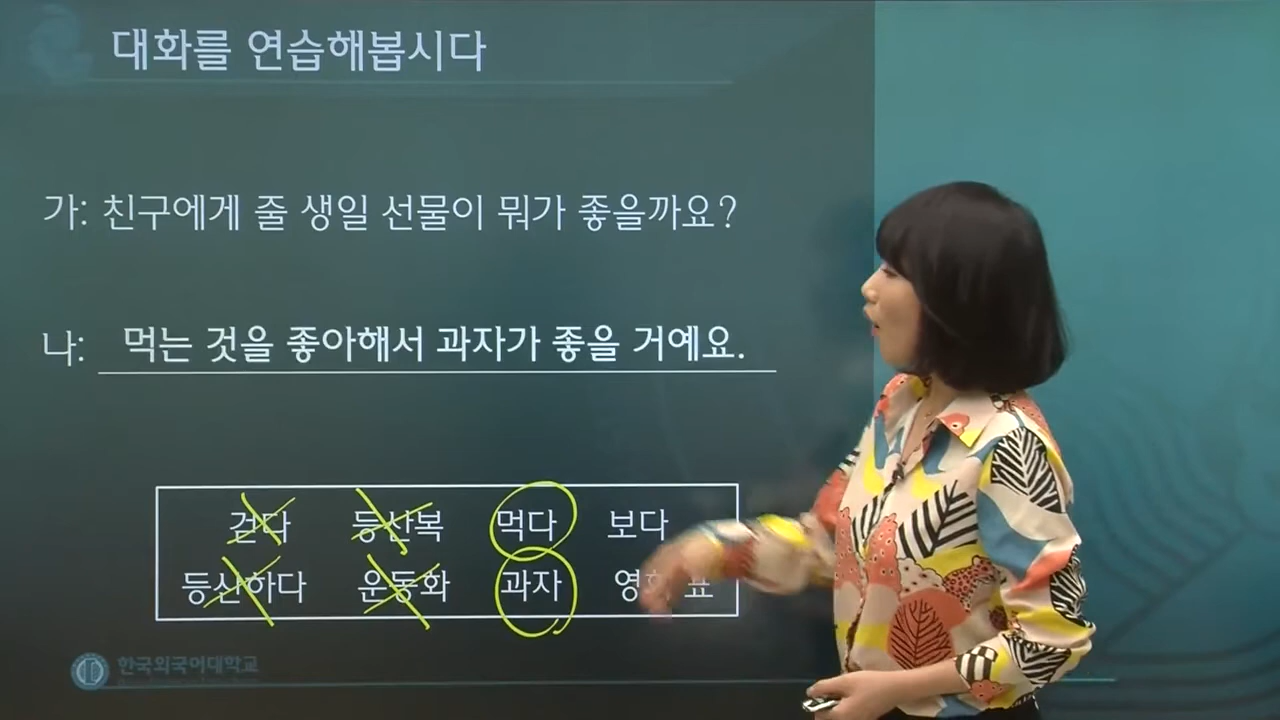 대화를 연습해봅시다
가: 친구에게 줄 생일 선물이 뭐가 좋을까요?
나: 먹는 것을 좋아해서 과자가 좋을 거예요.
걷다 등산복 먹다 보다
등산하다 운동화 과자
한국외국어대학교